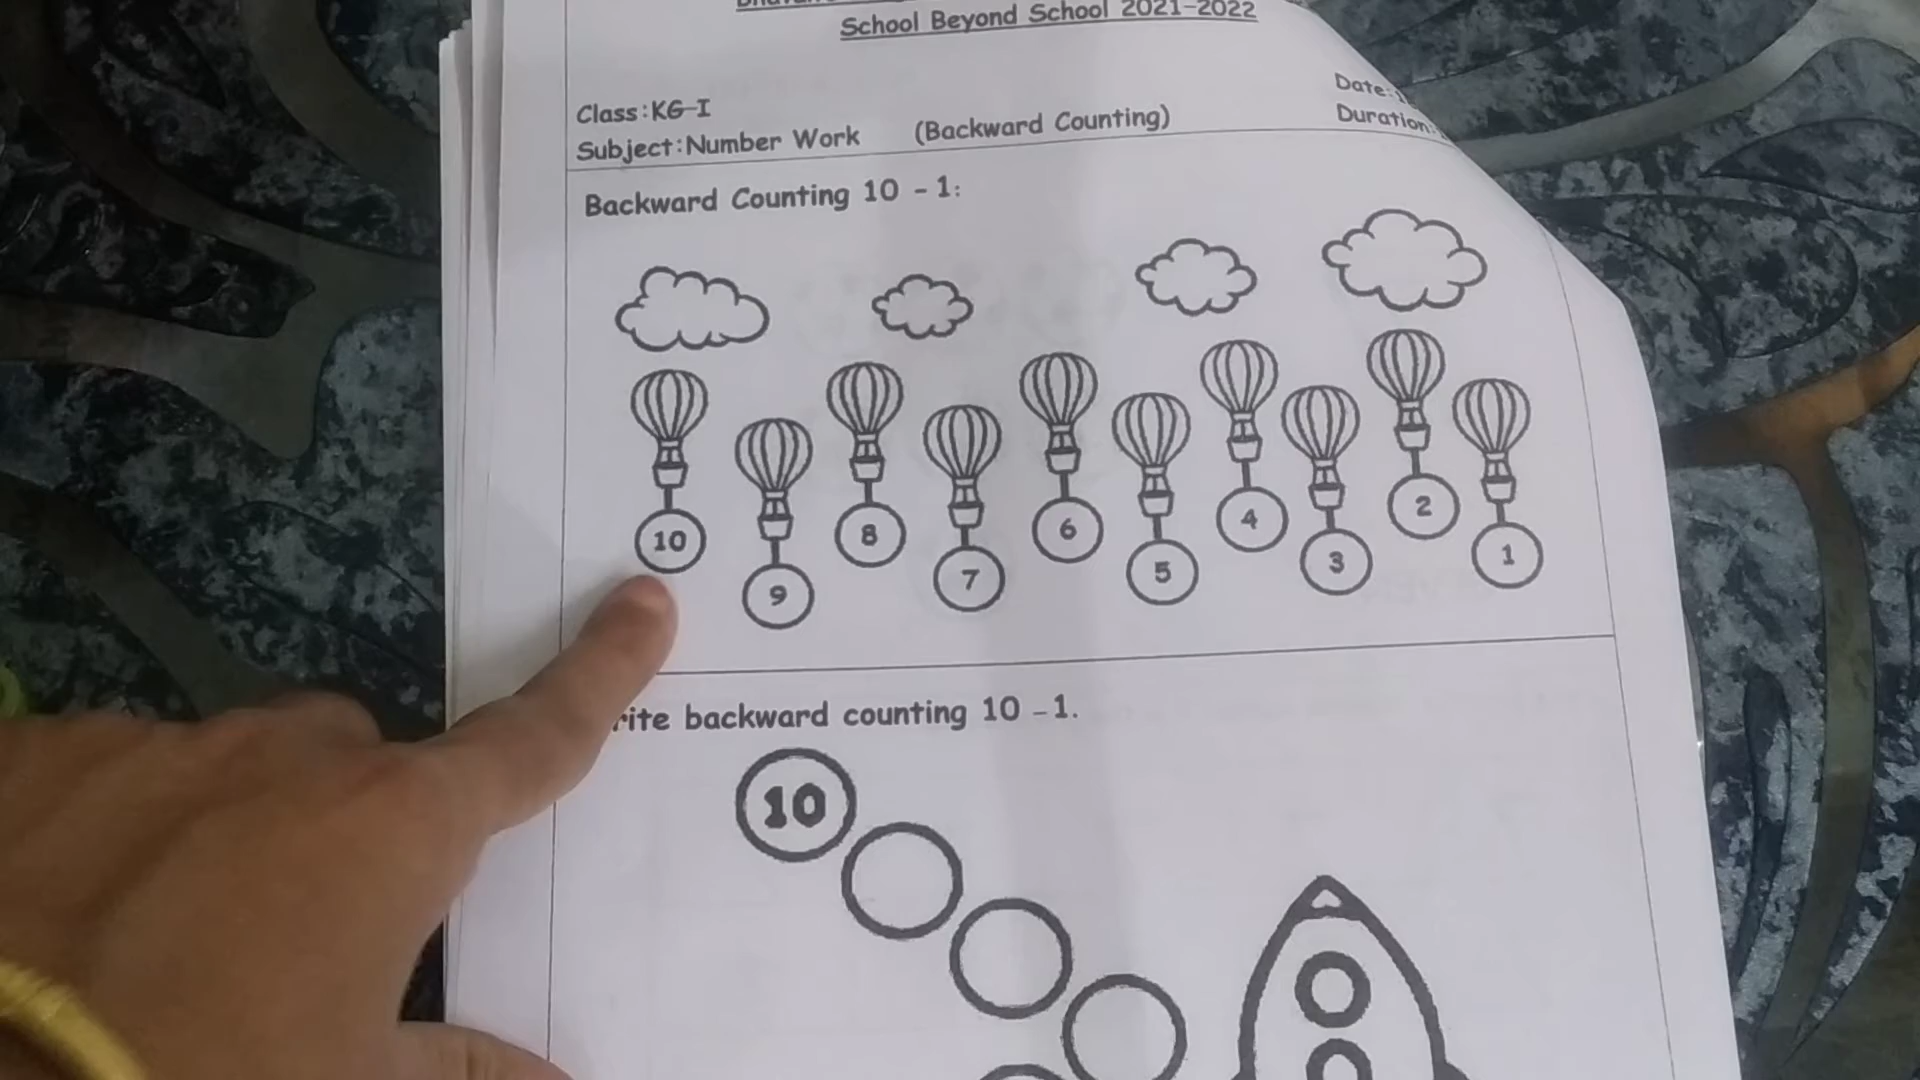 School Beyond School 2021-2022
Class:KG-I
Date:
Subject:Number Work (Backward Counting)
Duration:
Backward Counting 10 - 1:
10 9 8 7 6 5 4 3 2 1
backward counting 10 - 1.
10